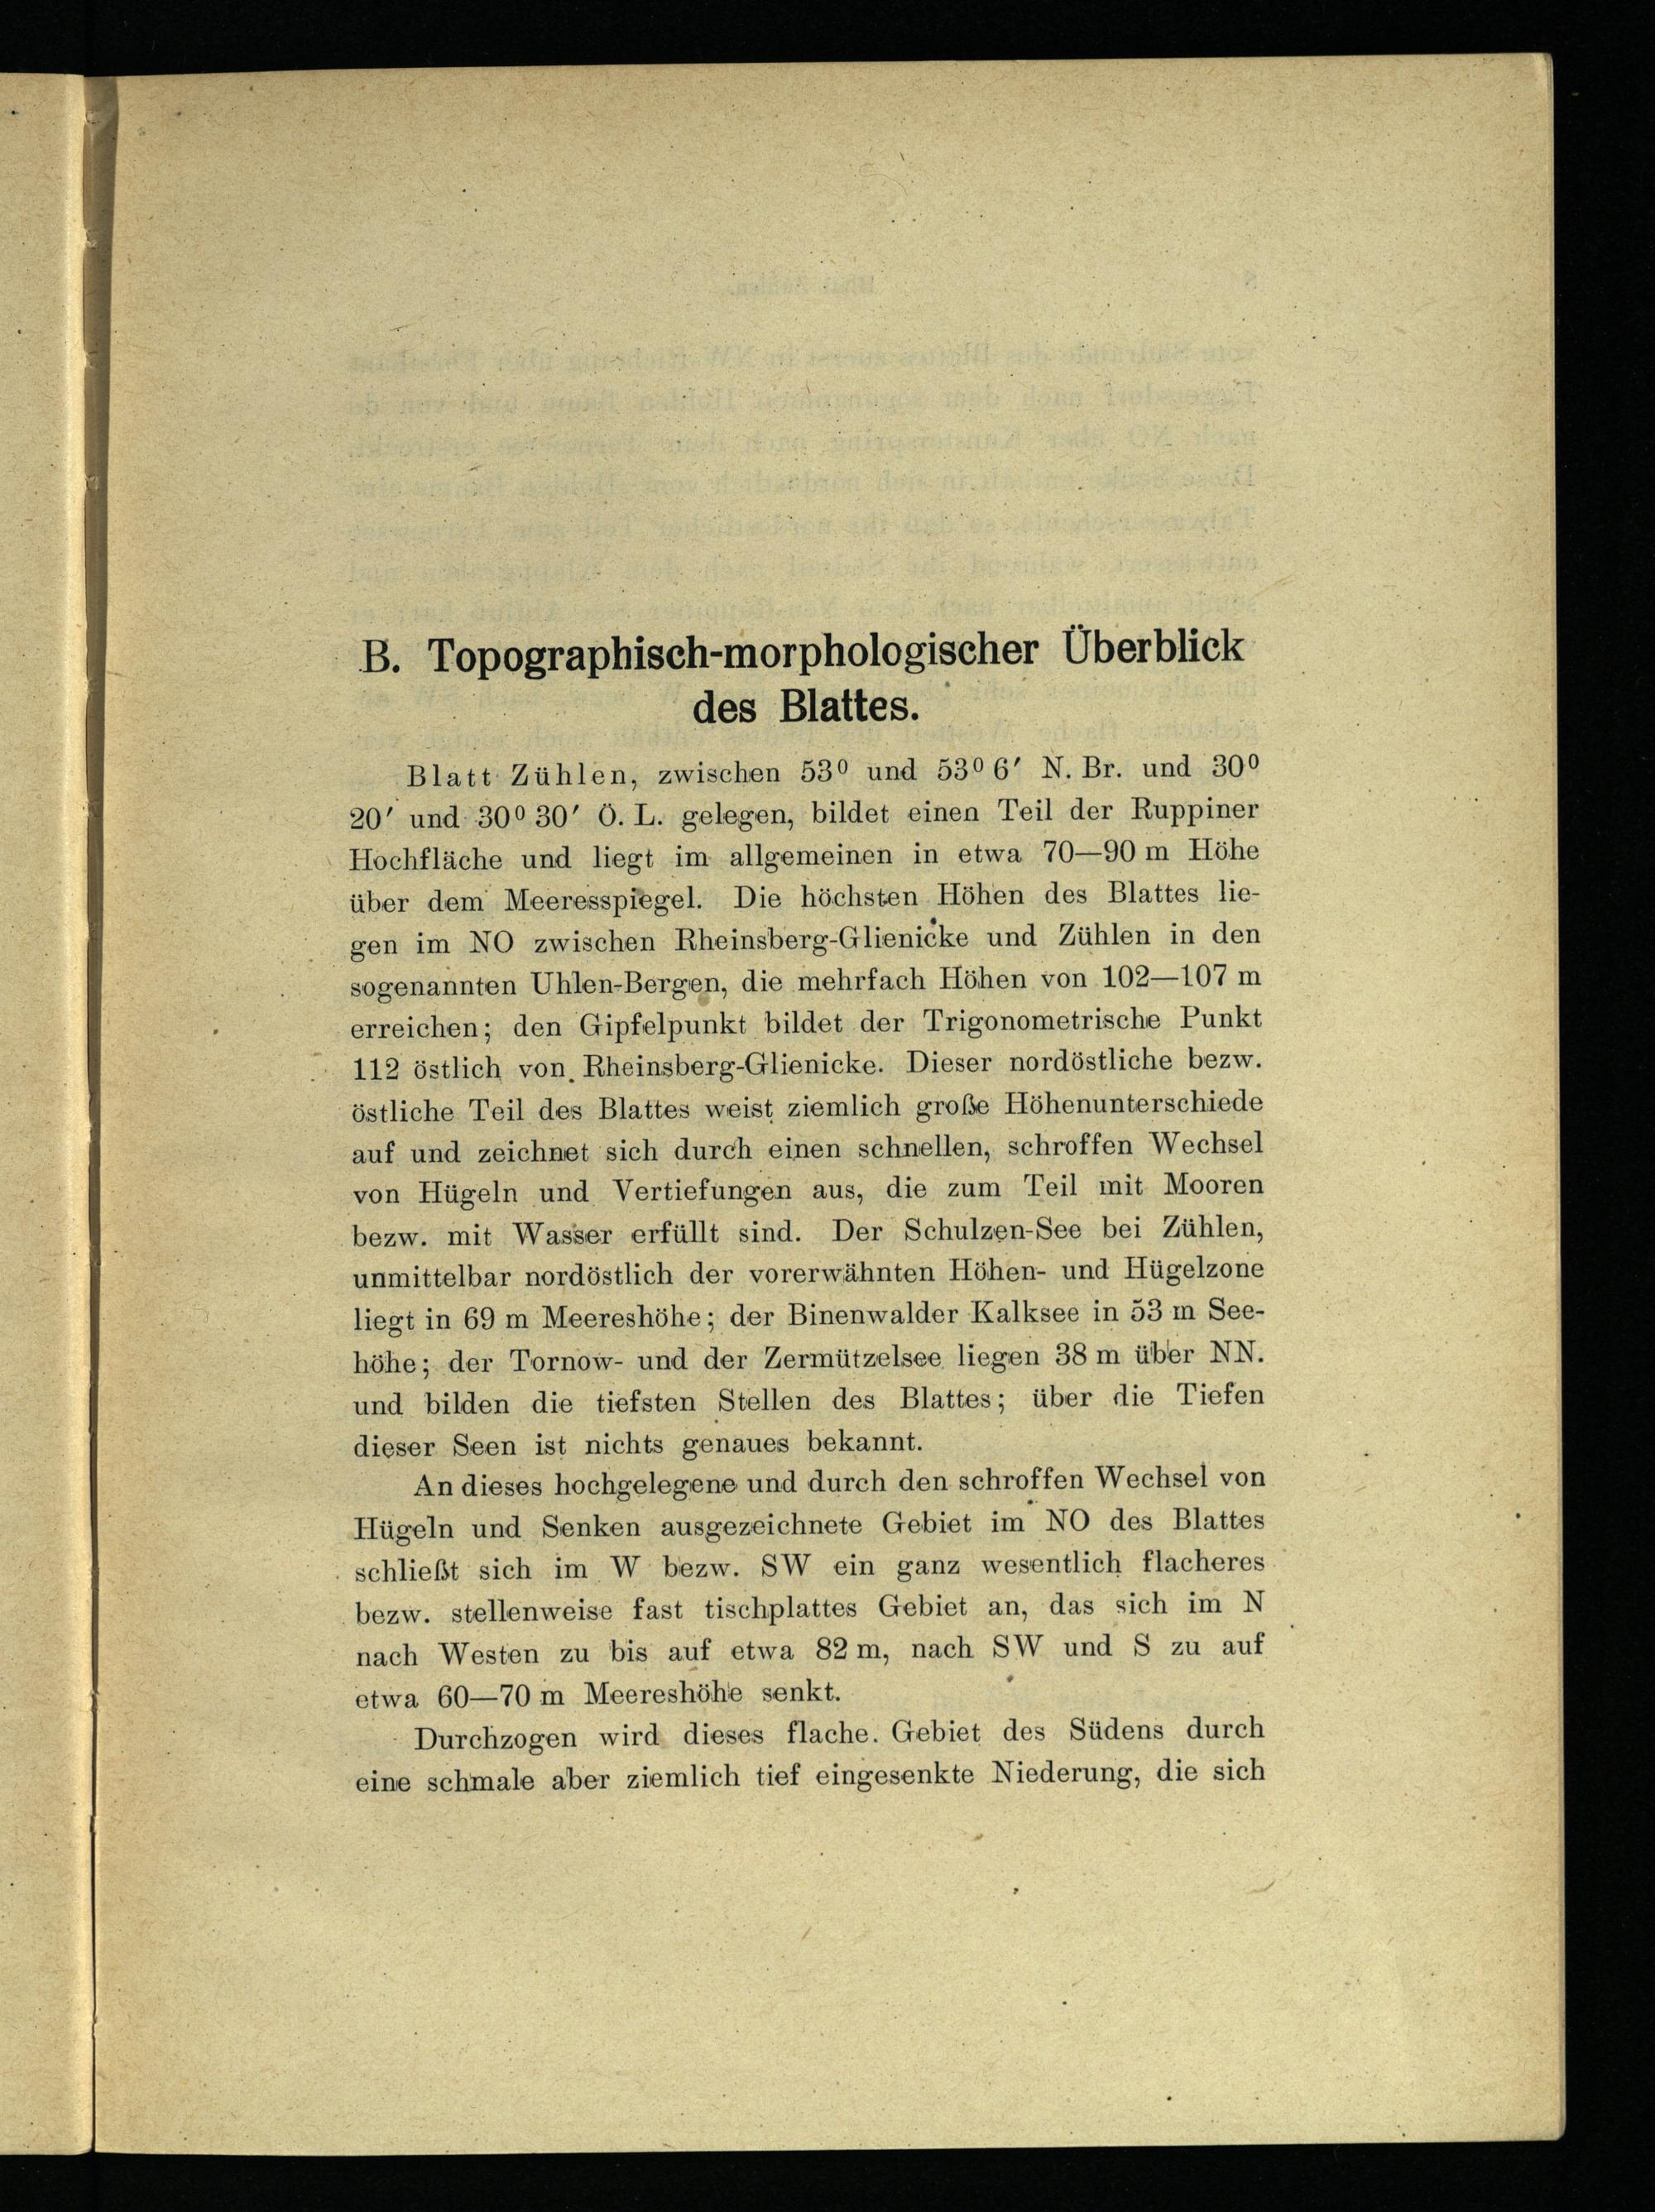 B. Topographisch-morphologischer Überblick
des Blattes.
Blatt Zühlen, zwischen 53⁰ und 53⁰ 6′ N. Br. und 30⁰
20′ und 30⁰ 30′ Ö. L. gelegen, bildet einen Teil der Ruppiner
Hochfläche und liegt im allgemeinen in etwa 70—90 m Höhe
über dem Meeresspiegel. Die höchsten Höhen des Blattes lie-
gen im NO zwischen Rheinsberg-Glienicke und Zühlen in den
sogenannten Uhlen-Bergen, die mehrfach Höhen von 102—107 m
erreichen; den Gipfelpunkt bildet der Trigonometrische Punkt
112 östlich von Rheinsberg-Glienicke. Dieser nordöstliche bezw.
östliche Teil des Blattes weist ziemlich große Höhenunterschiede
auf und zeichnet sich durch einen schnellen, schroffen Wechsel
von Hügeln und Vertiefungen aus, die zum Teil mit Mooren
bezw. mit Wasser erfüllt sind. Der Schulzen-See bei Zühlen,
unmittelbar nordöstlich der vorerwähnten Höhen- und Hügelzone
liegt in 69 m Meereshöhe; der Binenwalder Kalksee in 53 m See-
höhe; der Tornow- und der Zermützelsee liegen 38 m über NN.
und bilden die tiefsten Stellen des Blattes; über die Tiefen
dieser Seen ist nichts genaues bekannt.
An dieses hochgelegene und durch den schroffen Wechsel von
Hügeln und Senken ausgezeichnete Gebiet im NO des Blattes
schließt sich im W bezw. SW ein ganz wesentlich flacheres
bezw. stellenweise fast tischplattes Gebiet an, das sich im N
nach Westen zu bis auf etwa 82 m, nach SW und S zu auf
etwa 60—70 m Meereshöhe senkt.
Durchzogen wird dieses flache Gebiet des Südens durch
eine schmale aber ziemlich tief eingesenkte Niederung, die sich